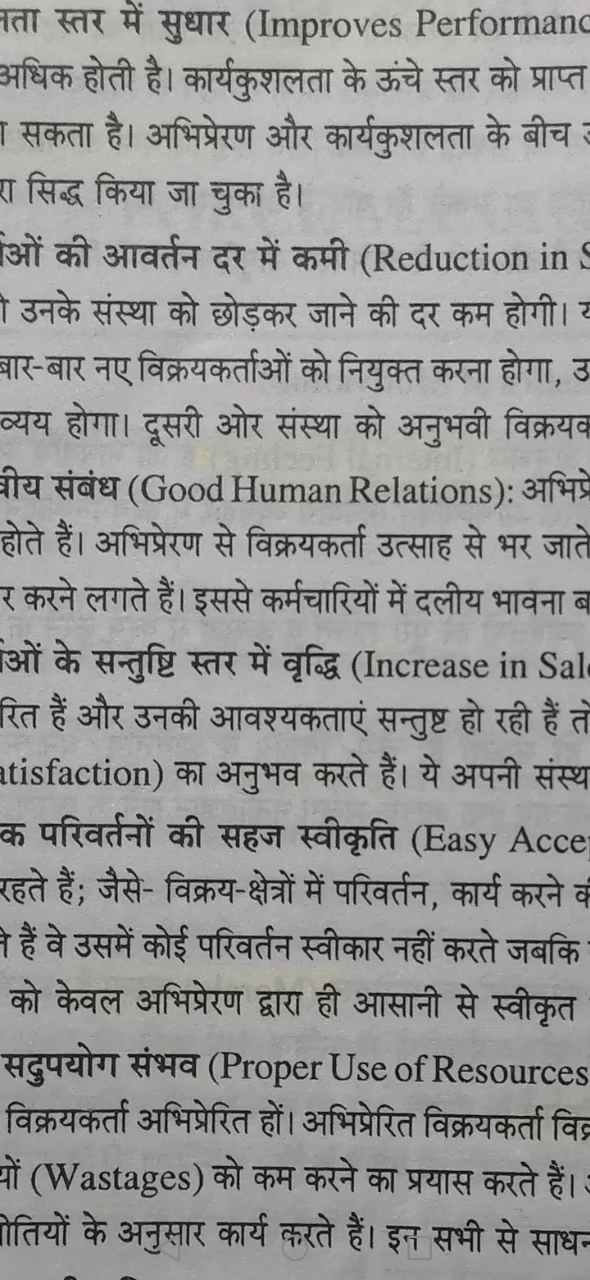 स्तर में सुधार (Improves
अधिक होती है। कार्यकुशलता के ऊंचे स्तर को प्राप्त
सकता है। अभिप्रेरण और कार्यकुशलता के बीच
सिद्ध किया जा चुका है।
की आवर्तन दर में कमी (Reduction in
उनके संस्था को छोड़कर जाने की दर कम होगी।
बार-बार नए विक्रयकर्ताओं को नियुक्त करना होगा,
व्यय होगा। दूसरी ओर संस्था को अनुभवी
संबंध (Good Human Relations):
होते हैं। अभिप्रेरण से विक्रयकर्ता उत्साह से भर जाते
करने लगते हैं। इससे कर्मचारियों में दलीय भावना
के सन्तुष्टि स्तर में वृद्धि (Increase in
हैं और उनकी आवश्यकताएं सन्तुष्ट हो रही हैं तो
का अनुभव करते हैं। ये अपनी
परिवर्तनों की सहज स्वीकृति (Easy
रहते हैं; जैसे- विक्रय-क्षेत्रों में परिवर्तन, कार्य करने
हैं वे उसमें कोई परिवर्तन स्वीकार नहीं करते जबकि
को केवल अभिप्रेरण द्वारा ही आसानी से स्वीकृत
सदुपयोग संभव (Proper Use of Resources
विक्रयकर्ता अभिप्रेरित हों। अभिप्रेरित विक्रयकर्ता
(Wastages) को कम करने का प्रयास करते हैं।
के अनुसार कार्य करते हैं। इन सभी से